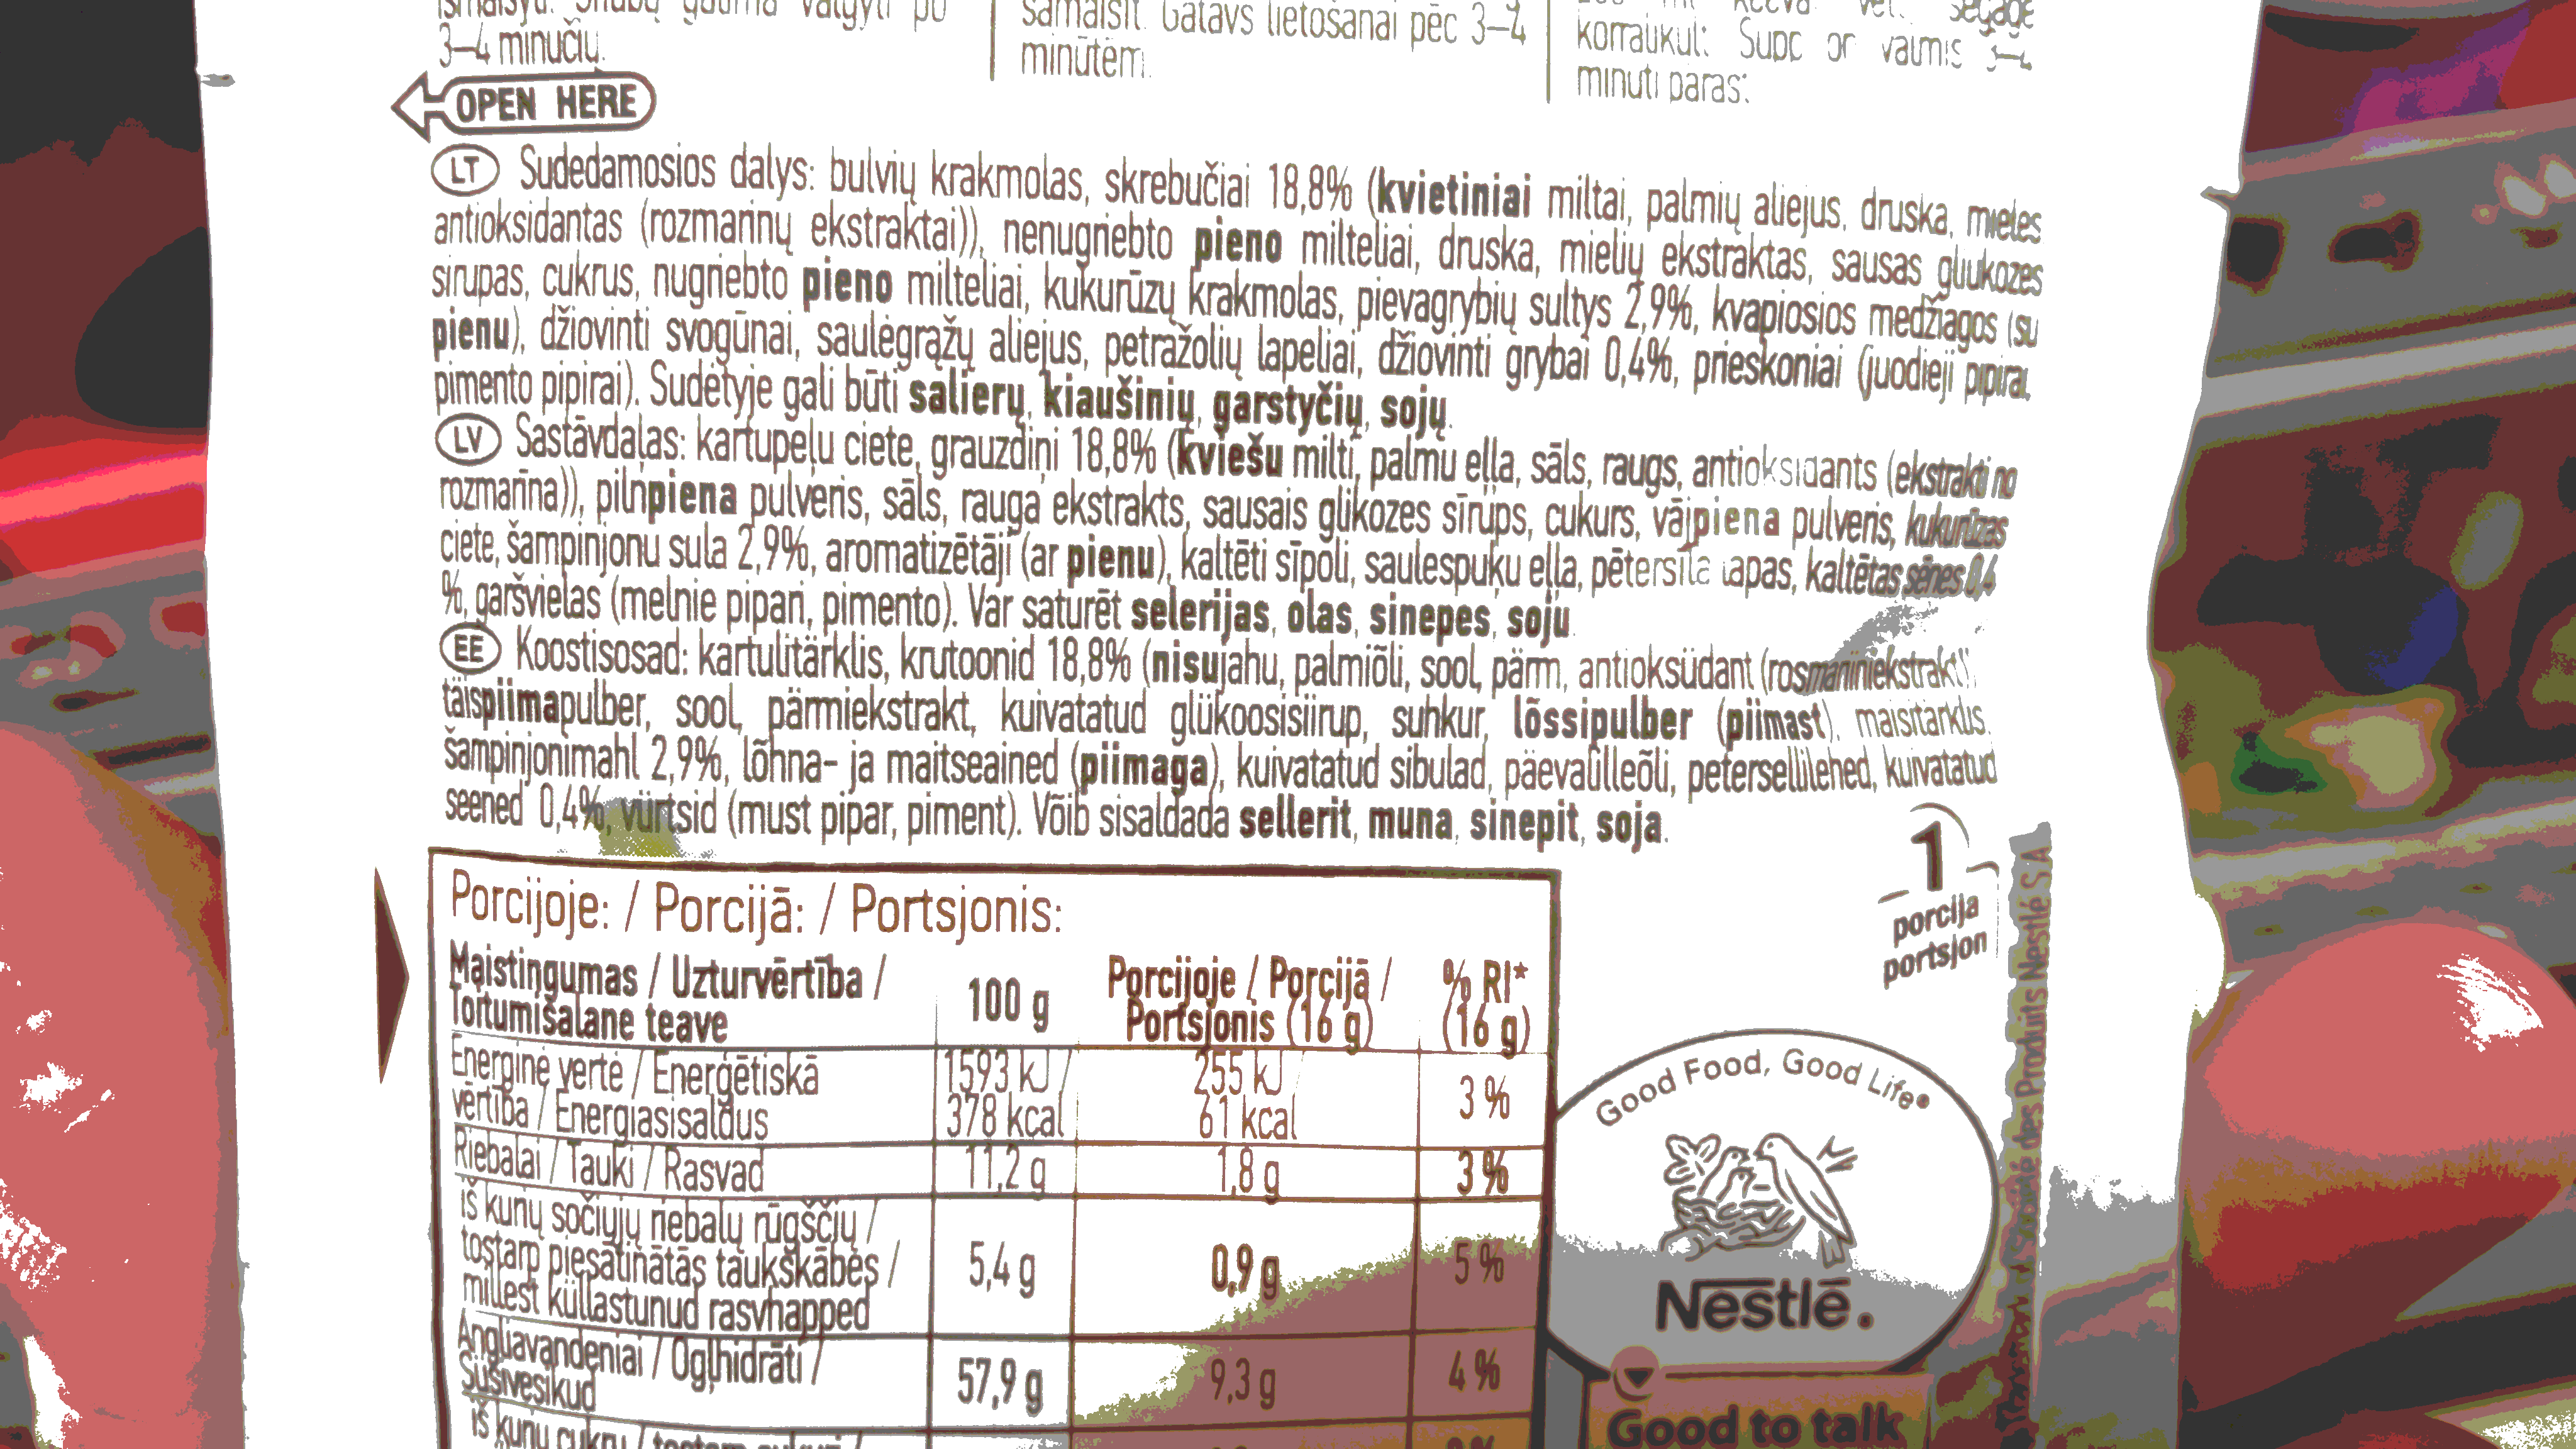 3–4 minučių.
samaisīt. Gatavs lietošanai pēc 3–4
minūtēm.
korraukult. Supp on valmis 3–4
minuti pärast.
OPEN HERE
LT Sudedamosios dalys: bulvių krakmolas, skrebučiai 18,8% (kvietiniai miltai, palmių aliejus, druska, mielės
antioksidantas (rozmarinų ekstraktai)), nenugriebto pieno milteliai, druska, mielių ekstraktas, sausas gliukozės
sirupas, cukrus, nugriebto pieno milteliai, kukurūzų krakmolas, pievagrybių sultys 2,9%, kvapiosios medžiagos (su
pienu), džiovinti svogūnai, saulėgrąžų aliejus, petražolių lapeliai, džiovinti grybai 0,4%, prieskoniai (juodieji pipirai,
pimento pipirai). Sudėtyje gali būti salierų, kiaušinių, garstyčių, sojų.
LV Sastāvdaļas: kartupeļu ciete, grauzdiņi 18,8% (kviešu milti, palmu eļļa, sāls, raugs, antioksidants (ekstrakti no
rozmarīna)), pilnpiena pulveris, sāls, rauga ekstrakts, sausais glikozes sīrups, cukurs, vājpiena pulveris, kukurūzas
ciete, šampinjonu sula 2,9%, aromatizētāji (ar pienu), kaltēti sīpoli, saulespuķu eļļa, pētersīļa lapas, kaltētas sēnes 0,4
%, garšvielas (melnie pipari, pimento). Var saturēt selerijas, olas, sinepes, soju.
EE Koostisosad: kartulitärklis, krutoonid 18,8% (nisujahu, palmiõli, sool, pärm, antioksüdant (rosmariiniekstrakt)),
täispiimapulber, sool, pärmiekstrakt, kuivatatud glükoosisiirup, suhkur, lõssipulber (piimast), maisitärklis,
šampinjonimahl 2,9%, lõhna- ja maitseained (piimaga), kuivatatud sibulad, päevalilleõli, petersellilehed, kuivatatud
seened 0,4%, vürtsid (must pipar, piment). Võib sisaldada sellerit, muna, sinepit, soja.
1
porcija
portsjon
Porcijoje: / Porcijā: / Portsjonis:
Maistingumas / Uzturvērtība /
Toitumisalane teave
100 g
Porcijoje / Porcijā /
Portsjonis (16 g)
% RI*
(16 g)
Energinė vertė / Enerģētiskā
vērtība / Energiasisaldus
1593 kJ /
378 kcal
255 kJ /
61 kcal
3 %
Riebalai / Tauki / Rasvad 11,2 g 1,8 g 3 %
iš kurių sočiųjų riebalų rūgščių /
tostarp piesātinātās taukskābes /
millest küllastunud rasvhapped
5,4 g 0,9 g 5 %
Angliavandeniai / Ogļhidrāti /
Süsivesikud
57,9 g 9,3 g 4 %
iš kurių cukrų / tostarp cukuri /
Good Food, Good Life®
Nestlé.
Good to talk
des Produits Nestlé S.A.